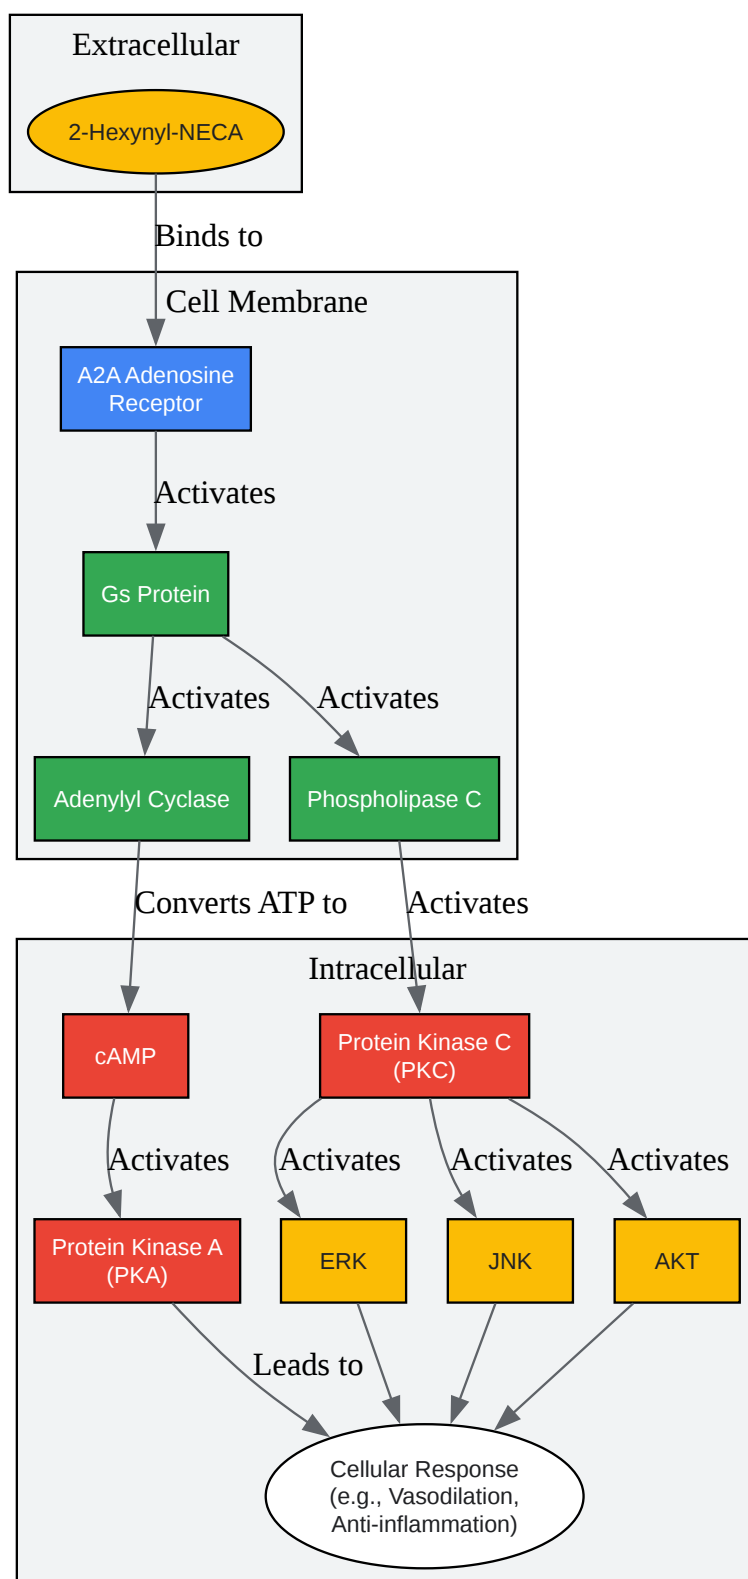 Extracellular
2-Hexynyl-NECA
Binds to
Cell Membrane
A2A Adenosine
Receptor
Activates
Gs Protein
Activates
Activates
Adenylyl Cyclase
Phospholipase C
Converts ATP to
Activates
Intracellular
cAMP
Protein Kinase C
(PKC)
Activates
Activates
Activates
Activates
Protein Kinase A
(PKA)
ERK
JNK
AKT
Leads to
Cellular Response
(e.g., Vasodilation,
Anti-inflammation)